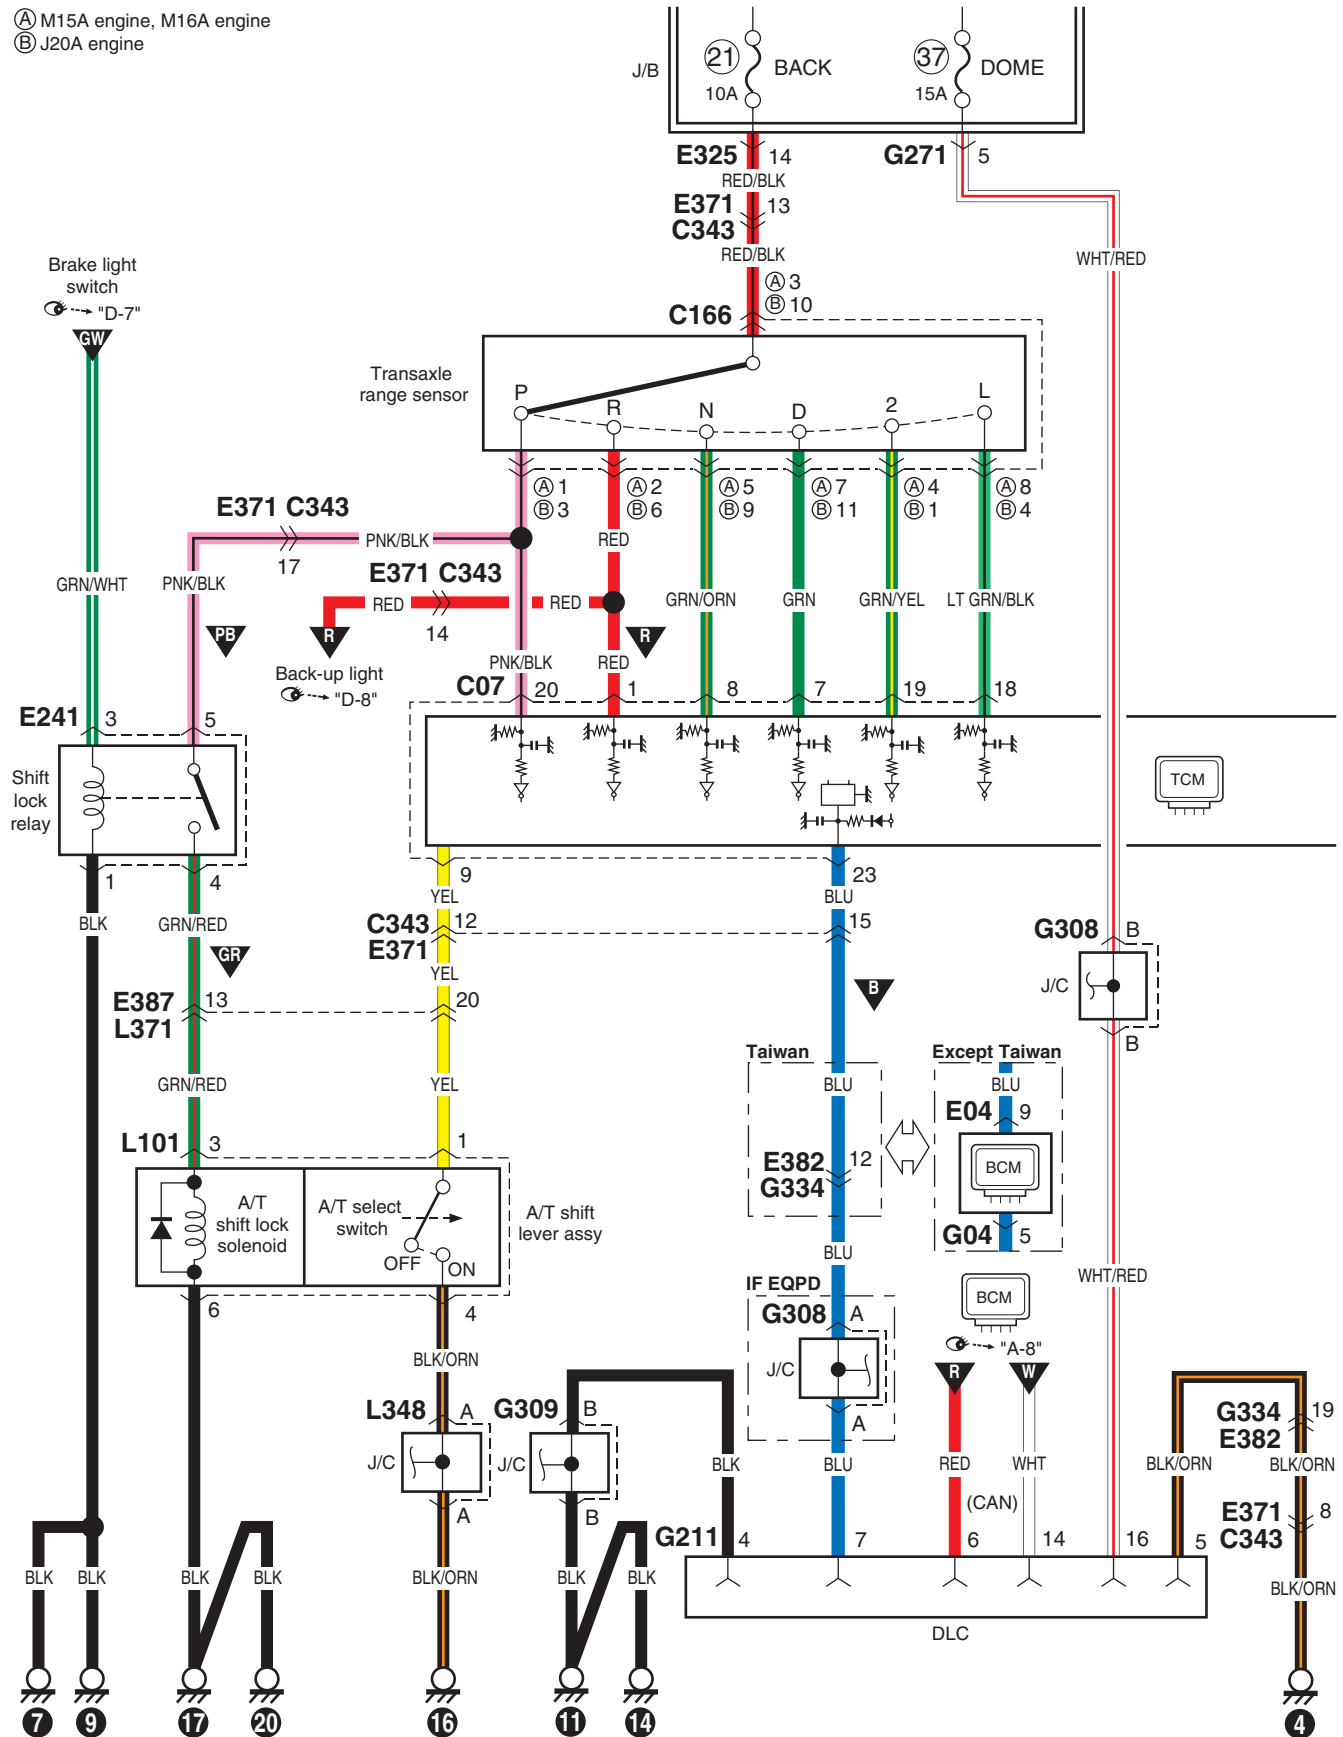 Ⓐ M15A engine, M16A engine
Ⓑ J20A engine
J/B
21
BACK
10A
37
DOME
15A
E325 14
G271 5
RED/BLK
E371 13
C343
RED/BLK
WHT/RED
Ⓐ 3
Ⓑ 10
C166
Brake light
switch
"D-7"
GW
Transaxle
range sensor
P R N D 2 L
Ⓐ 1 Ⓐ 2 Ⓐ 5 Ⓐ 7 Ⓐ 4 Ⓐ 8
Ⓑ 3 Ⓑ 6 Ⓑ 9 Ⓑ 11 Ⓑ 1 Ⓑ 4
E371 C343
PNK/BLK
17
RED
E371 C343
GRN/WHT
PNK/BLK
RED
RED
14
GRN/ORN
GRN
GRN/YEL
LT GRN/BLK
PB
R
R
Back-up light
"D-8"
PNK/BLK
RED
C07 20 1 8 7 19 18
E241 3 5
Shift
lock
relay
TCM
1 4
9 23
BLK
GRN/RED
YEL
BLU
C343 12 15
E371
G308 B
GR
YEL
B
J/C
E387 13 20
L371
B
Taiwan
Except Taiwan
GRN/RED
YEL
BLU
BLU
E04 9
L101 3 1
E382 12
G334
BCM
A/T
shift lock
solenoid
A/T select
switch
OFF
ON
A/T shift
lever assy
G04 5
BLU
WHT/RED
IF EQPD
BCM
6 4
G308 A
"A-8"
BLK/ORN
J/C
R
W
L348 A
G309 B
A
G334 19
E382
J/C
J/C
BLK
BLU
RED
WHT
BLK/ORN
BLK/ORN
(CAN)
A
B
E371 8
C343
G211 4 7 6 14 16 5
BLK
BLK
BLK
BLK
BLK/ORN
BLK
BLK
BLK/ORN
DLC
7 9 17 20 16 11 14 4